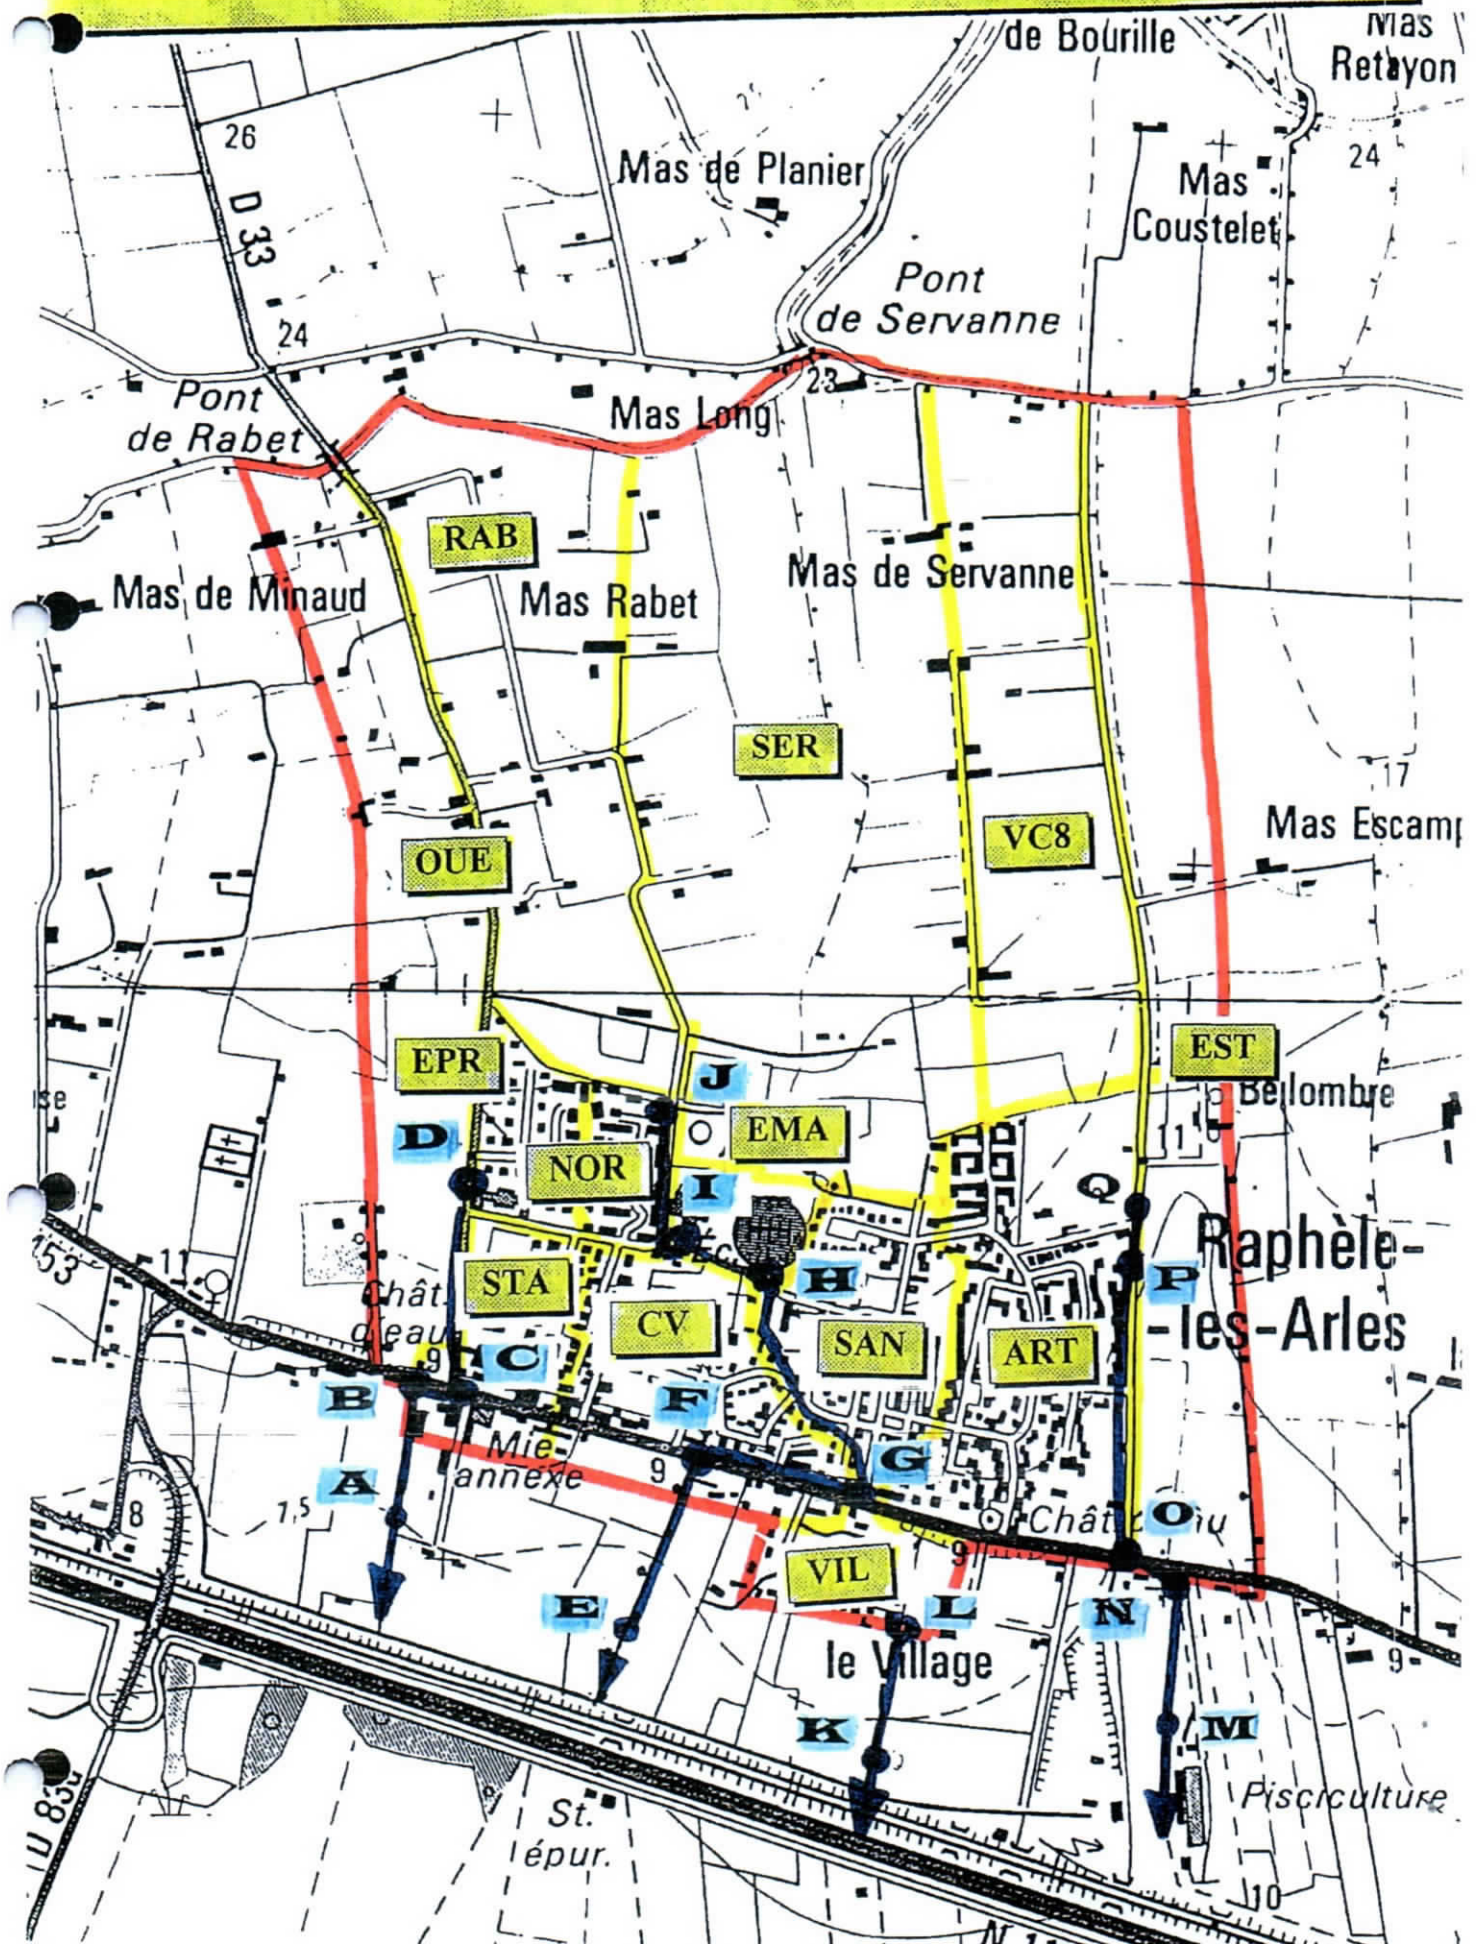 de Bourille
Mas
Retayon
26
24
Mas de Planier
Mas
Coustelet
D 33
Pont
de Servanne
24
23
Pont
de Rabet
Mas Long
RAB
Mas de Servanne
Mas de Minaud
Mas Rabet
SER
17
VC8
Mas Escamp
OUE
EPR
EST
J
Bellombre
EMA
D
11
NOR
I
Q
Raphèle-
11
STA
H
P
Chât.
d'eau
CV
-les-Arles
SAN
ART
9
C
B
F
Mie
annexe
9
G
A
7,5
8
O
9
VIL
E
L
N
le Village
9
K
M
Pisciculture
St.
épur.
10